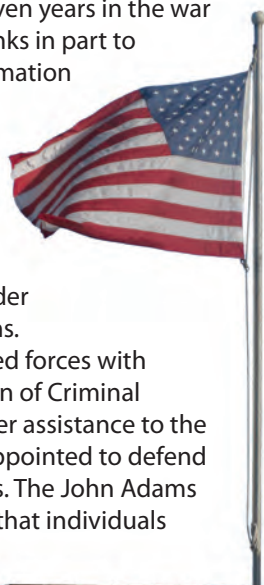 ven years in the war
nks in part to
mation
der
ns.
ed forces with
n of Criminal
er assistance to the
ppointed to defend
s. The John Adams
that individuals